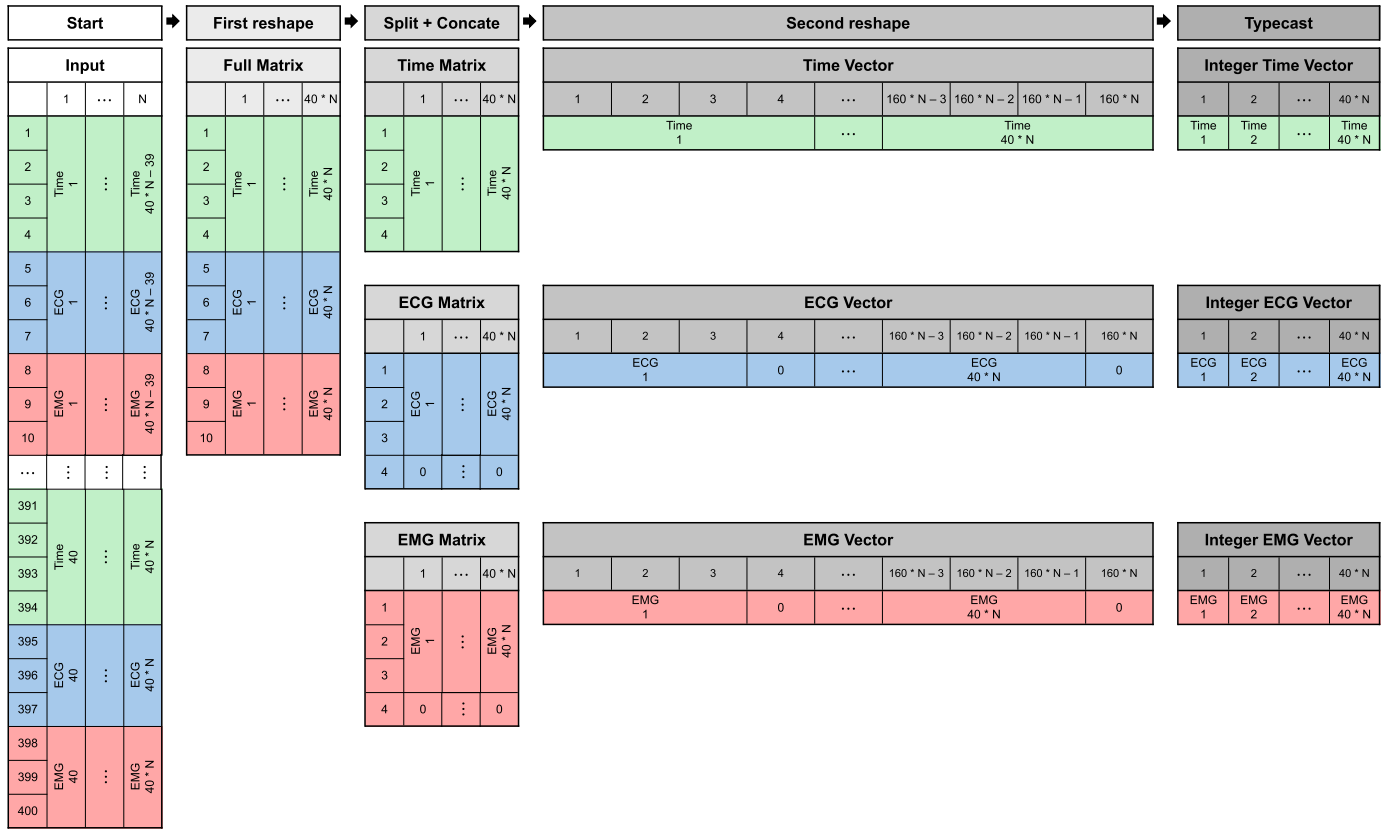 Start
First reshape
Split + Concate
Second reshape
Typecast
Input
1 ⋯ N
1
2
3
4
Time
1
⋮
Time
40 * N – 39
5
6
7
ECG
1
⋮
ECG
40 * N – 39
8
9
10
EMG
1
⋮
EMG
40 * N – 39
⋯ ⋮ ⋮ ⋮
391
392
393
394
Time
40
⋮
Time
40 * N
395
396
397
ECG
40
⋮
ECG
40 * N
398
399
400
EMG
40
⋮
EMG
40 * N
Full Matrix
1 ⋯ 40 * N
1
2
3
4
Time
1
⋮
Time
40 * N
5
6
7
ECG
1
⋮
ECG
40 * N
8
9
10
EMG
1
⋮
EMG
40 * N
Time Matrix
1 ⋯ 40 * N
1
2
3
4
Time
1
⋮
Time
40 * N
ECG Matrix
1 ⋯ 40 * N
1
2
3
ECG
1
⋮
ECG
40 * N
4 0 ⋮ 0
EMG Matrix
1 ⋯ 40 * N
1
2
3
EMG
1
⋮
EMG
40 * N
4 0 ⋮ 0
Time Vector
1 2 3 4 ⋯ 160 * N – 3 160 * N – 2 160 * N – 1 160 * N
Time
1
⋯
Time
40 * N
ECG Vector
1 2 3 4 ⋯ 160 * N – 3 160 * N – 2 160 * N – 1 160 * N
ECG
1
0
⋯
ECG
40 * N
0
EMG Vector
1 2 3 4 ⋯ 160 * N – 3 160 * N – 2 160 * N – 1 160 * N
EMG
1
0
⋯
EMG
40 * N
0
Integer Time Vector
1 2 ⋯ 40 * N
Time
1
Time
2
⋯
Time
40 * N
Integer ECG Vector
1 2 ⋯ 40 * N
ECG
1
ECG
2
⋯
ECG
40 * N
Integer EMG Vector
1 2 ⋯ 40 * N
EMG
1
EMG
2
⋯
EMG
40 * N